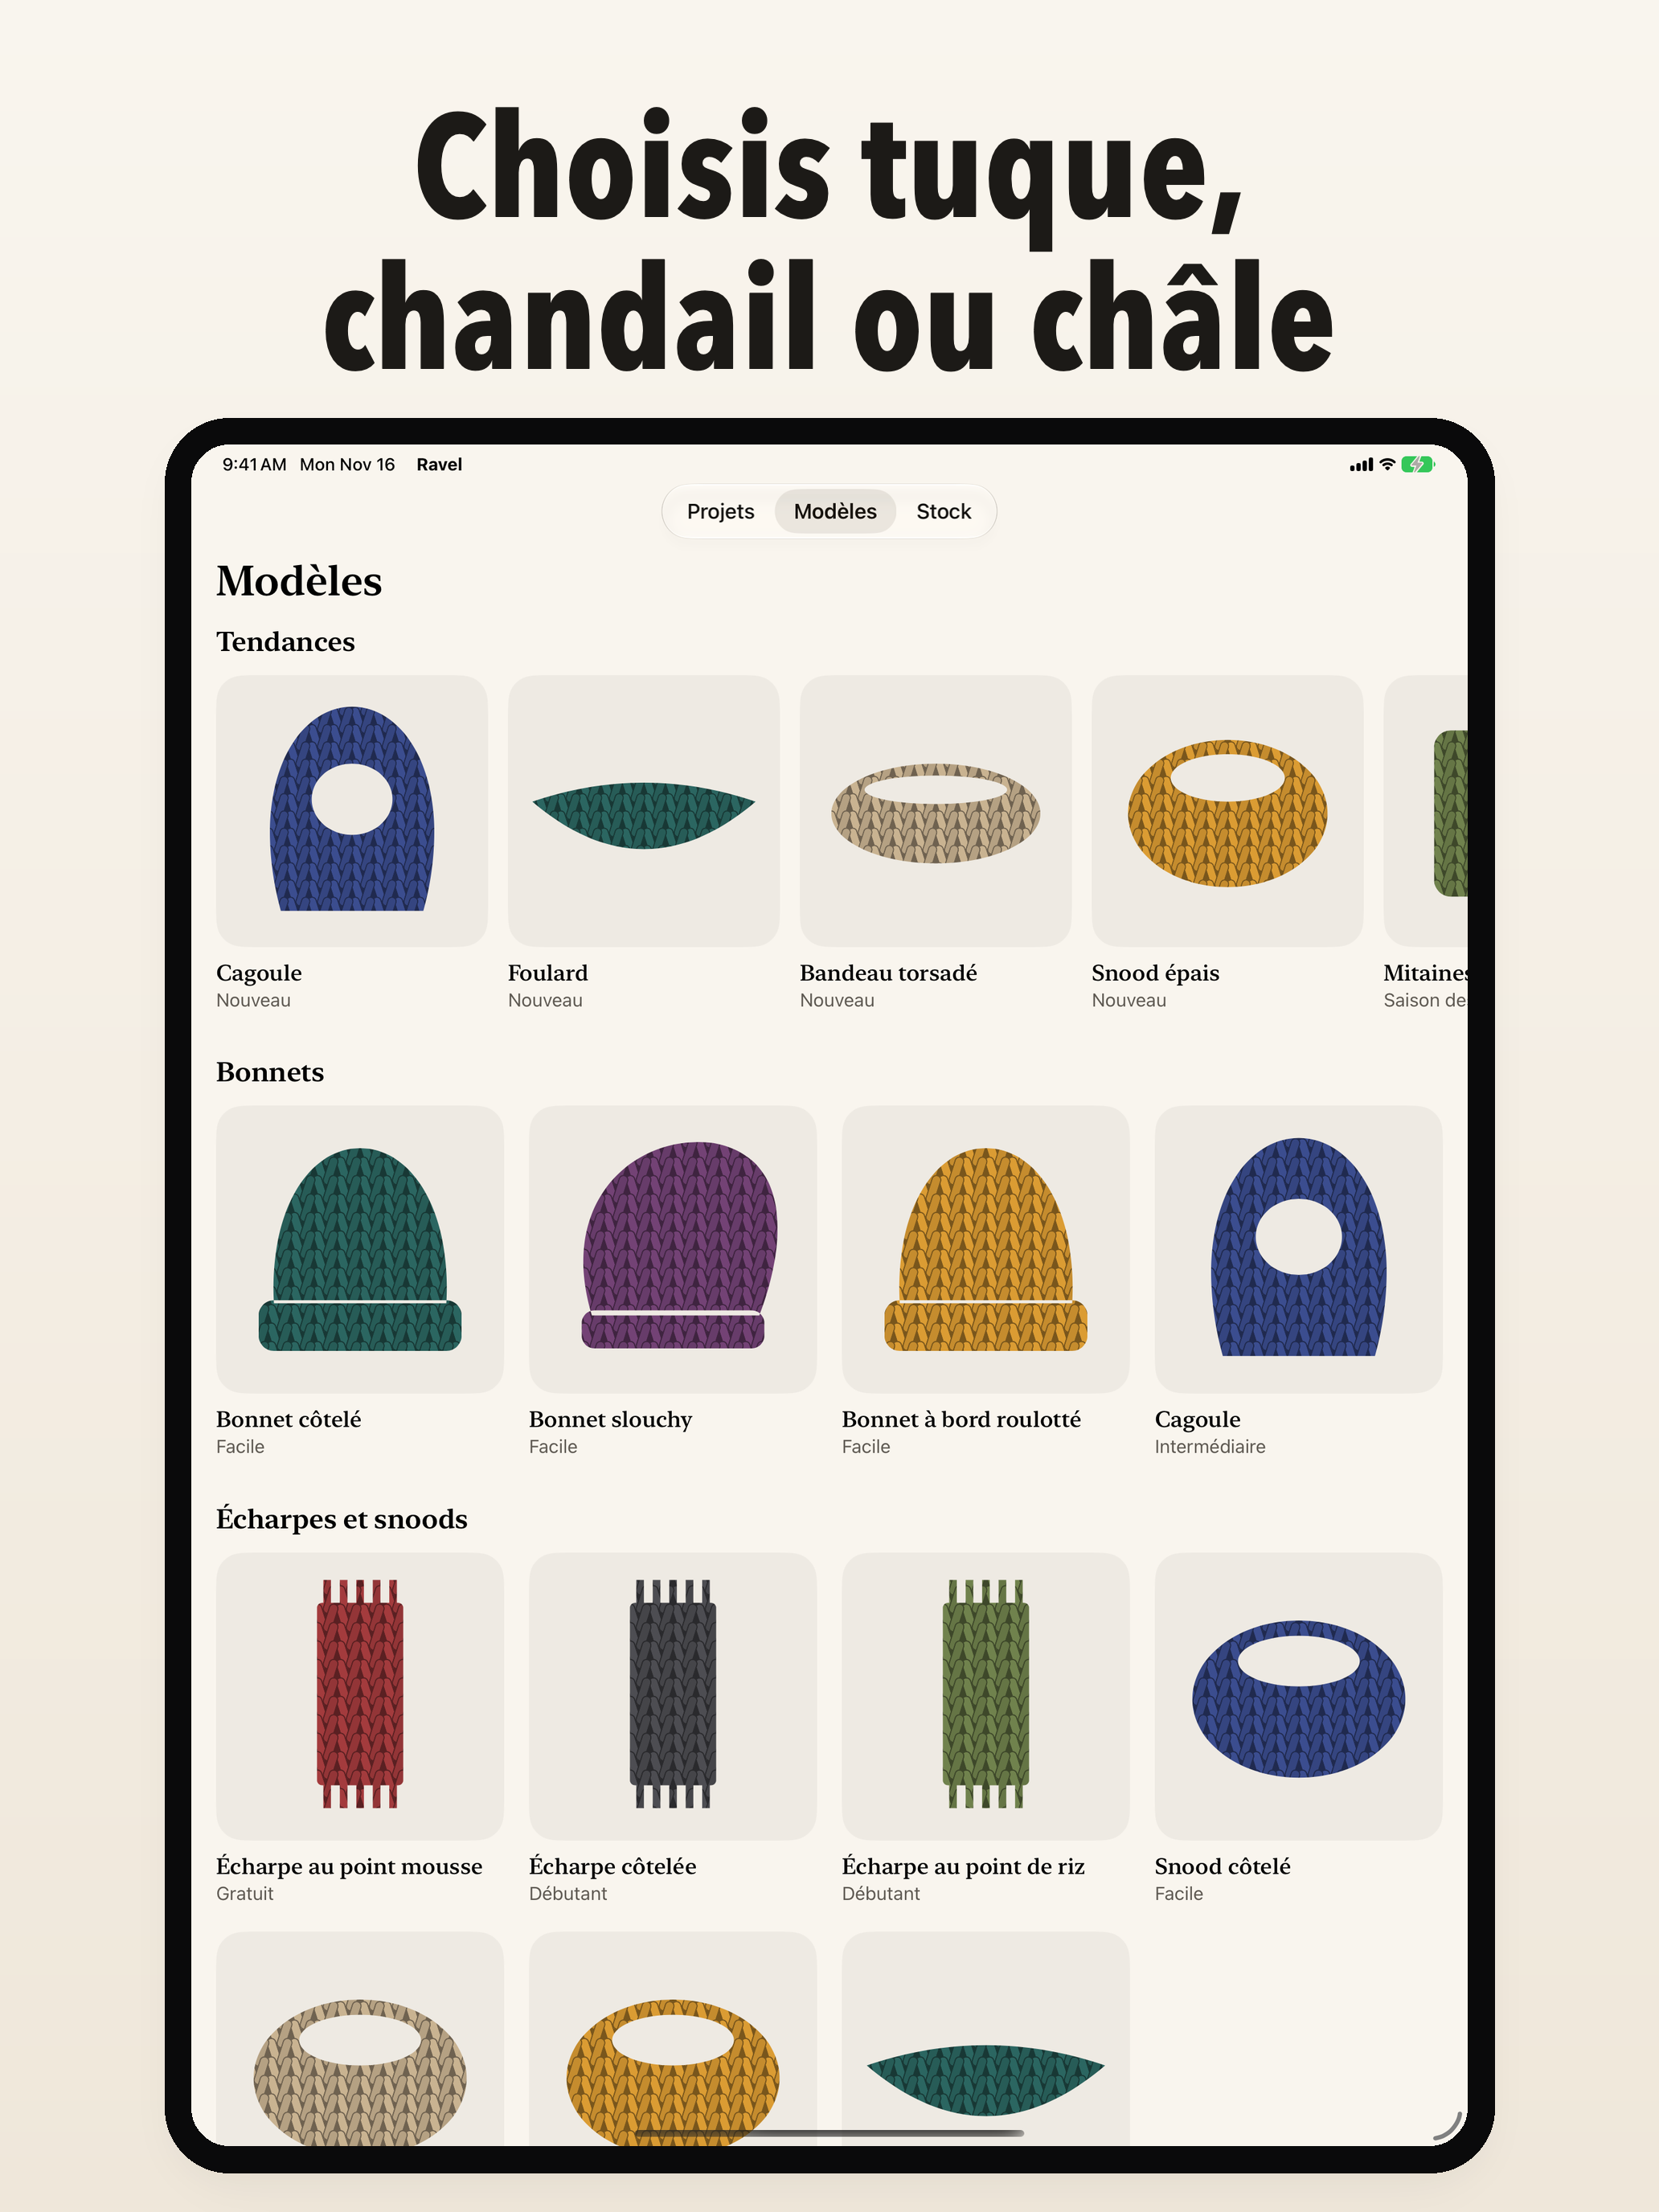 Choisis tuque,
chandail ou châle
9:41 AM Mon Nov 16 Ravel
Projets Modèles Stock
Modèles
Tendances
Cagoule Foulard Bandeau torsadé Snood épais Mitaines
Nouveau Nouveau Nouveau Nouveau Saison de
Bonnets
Bonnet côtelé Bonnet slouchy Bonnet à bord roulotté Cagoule
Facile Facile Facile Intermédiaire
Écharpes et snoods
Écharpe au point mousse Écharpe côtelée Écharpe au point de riz Snood côtelé
Gratuit Débutant Débutant Facile